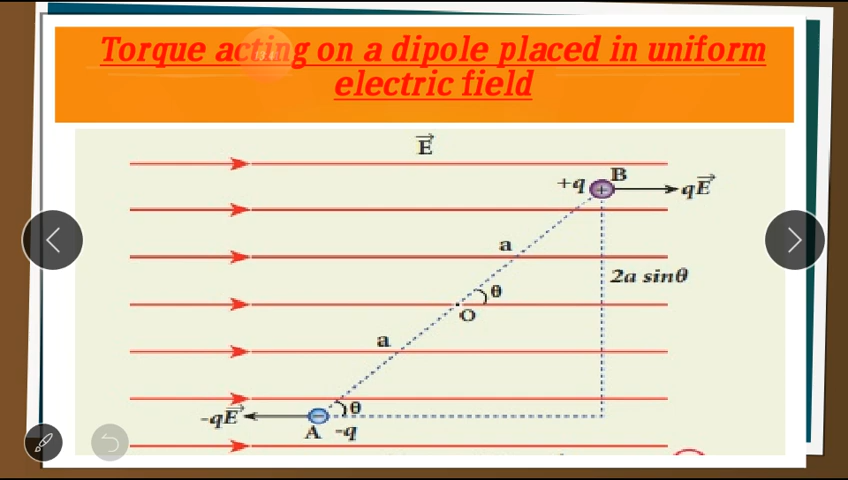 Torque acting on a dipole placed in uniform
electric field
E⃗
+q
B
qE⃗
a
2a sinθ
θ
O
a
-qE⃗
θ
A -q